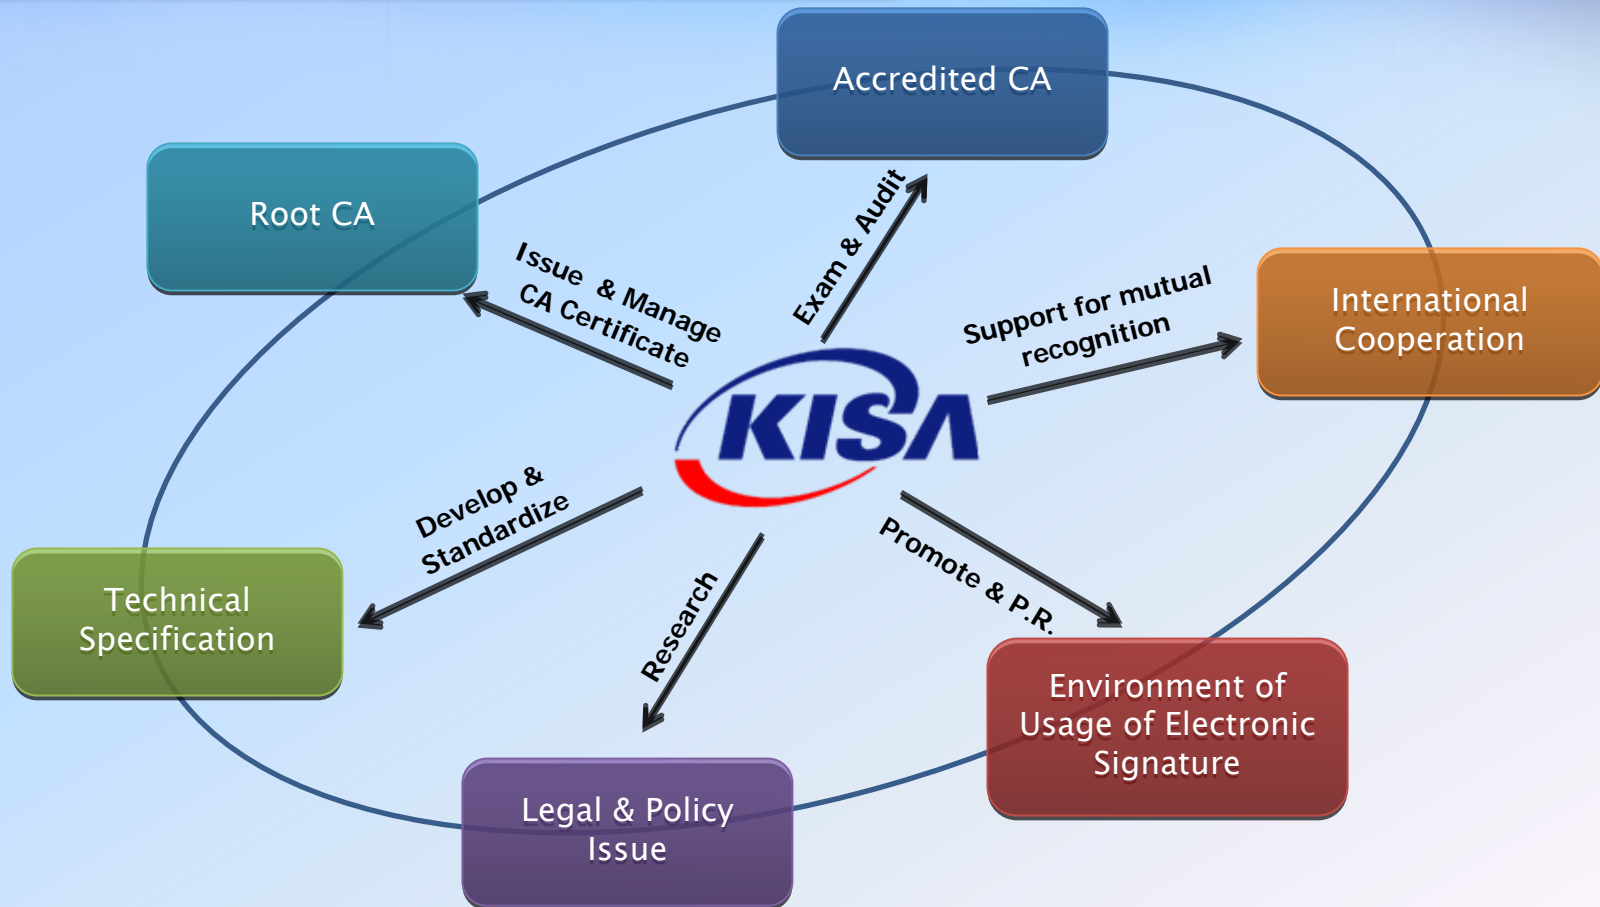 Accredited CA
Root CA
Issue & Manage
CA Certificate
Exam & Audit
Support for mutual
recognition
International
Cooperation
KISA
Develop &
Standardize
Technical
Specification
Research
Promote & P.R.
Legal & Policy
Issue
Environment of
Usage of Electronic
Signature